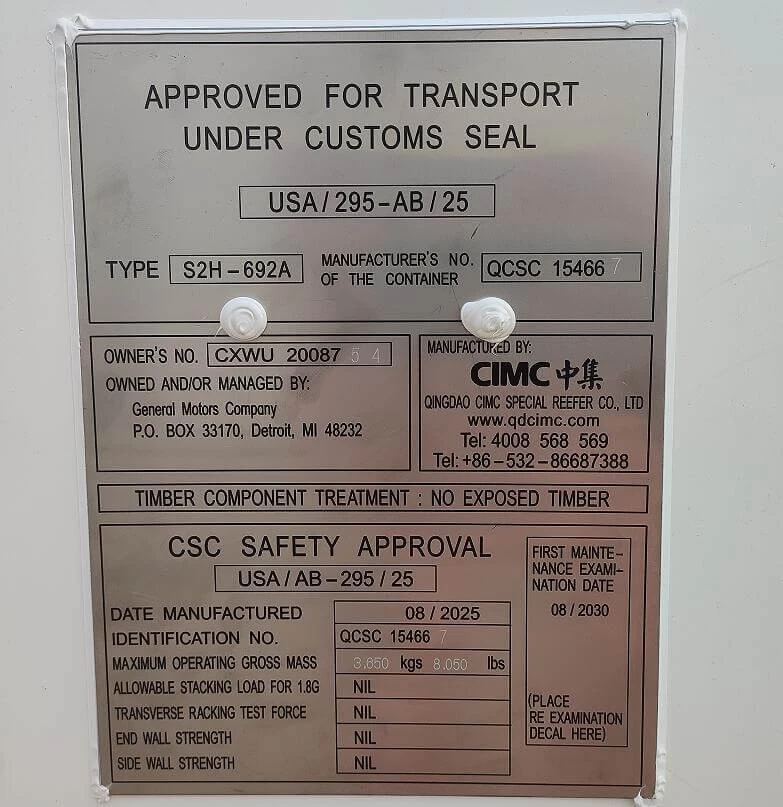 APPROVED FOR TRANSPORT
UNDER CUSTOMS SEAL
USA/295-AB/25
TYPE S2H-692A
MANUFACTURER'S NO.
OF THE CONTAINER
QCSC 154667
OWNER'S NO. CXWU 2008754
OWNED AND/OR MANAGED BY:
General Motors Company
P.O. BOX 33170, Detroit, MI 48232
MANUFACTURED BY:
CIMC中集
QINGDAO CIMC SPECIAL REEFER CO., LTD
www.qdcimc.com
Tel: 4008 568 569
Tel: +86-532-86687388
TIMBER COMPONENT TREATMENT : NO EXPOSED TIMBER
CSC SAFETY APPROVAL
USA/AB-295/25
DATE MANUFACTURED 08/2025
IDENTIFICATION NO. QCSC 154667
MAXIMUM OPERATING GROSS MASS 3.650 kgs 8.050 lbs
ALLOWABLE STACKING LOAD FOR 1.8G NIL
TRANSVERSE RACKING TEST FORCE NIL
END WALL STRENGTH NIL
SIDE WALL STRENGTH NIL
FIRST MAINTE-
NANCE EXAMI-
NATION DATE
08/2030
(PLACE
RE EXAMINATION
DECAL HERE)